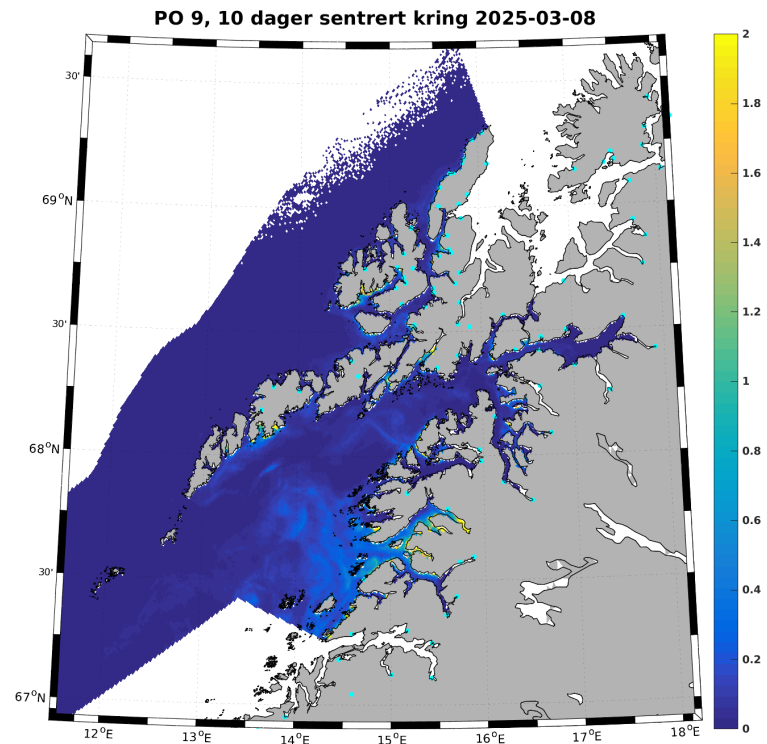 PO 9, 10 dager sentrert kring 2025-03-08
30'
69°N
30'
68°N
30'
67°N
12°E
13°E
14°E
15°E
16°E
17°E
18°E
2
1.8
1.6
1.4
1.2
1
0.8
0.6
0.4
0.2
0